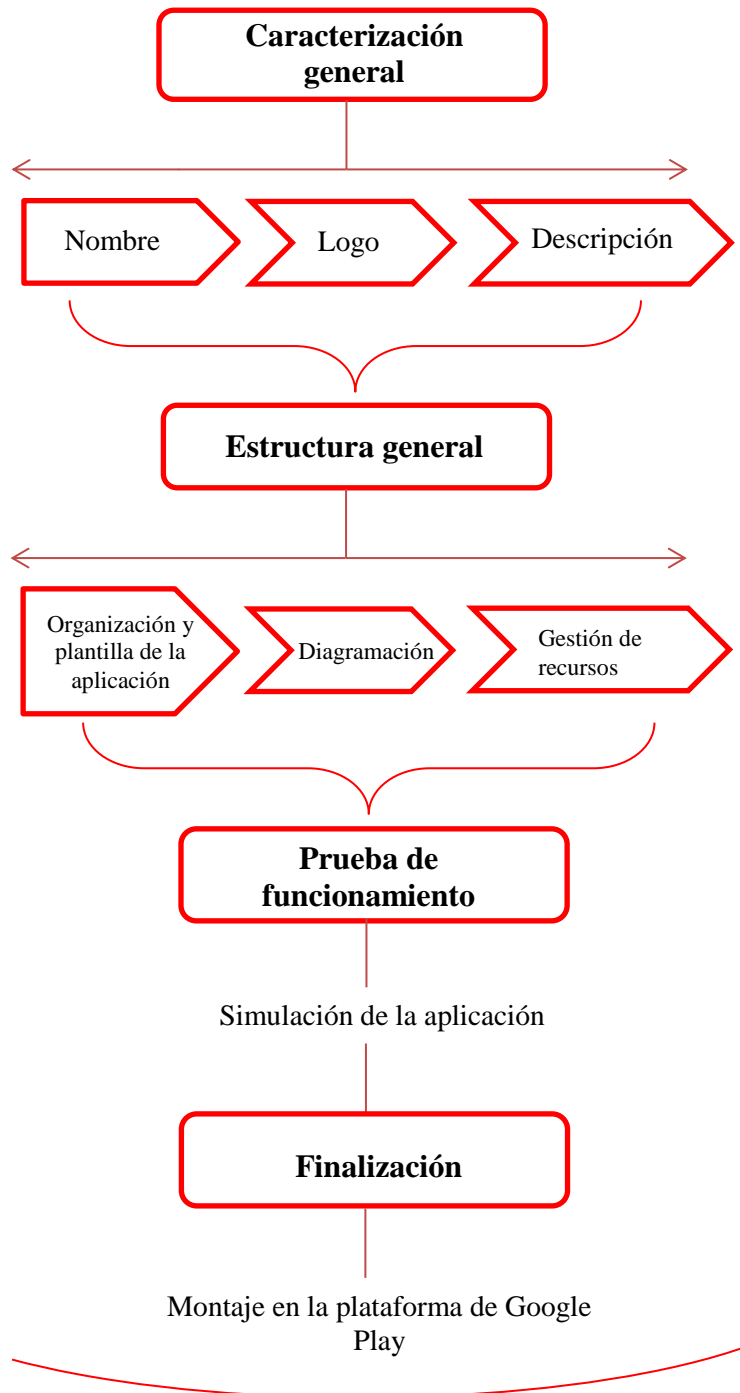 Caracterización
general
Nombre
Logo
Descripción
Estructura general
Organización y
plantilla de la
aplicación
Diagramación
Gestión de
recursos
Prueba de
funcionamiento
Simulación de la aplicación
Finalización
Montaje en la plataforma de Google
Play